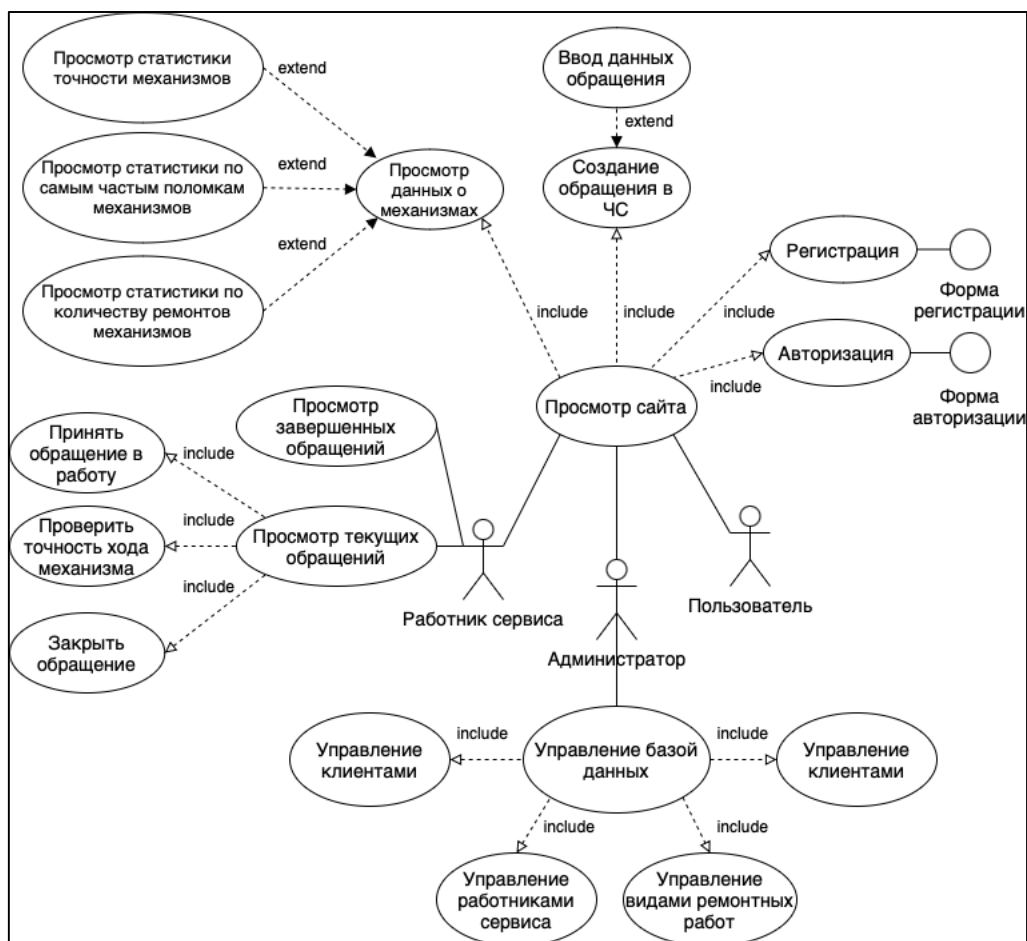 Просмотр статистики
точности механизмов
extend
Ввод данных
обращения
extend
Просмотр статистики по
самым частым поломкам
механизмов
extend
Просмотр
данных о
механизмах
Создание
обращения в
ЧС
extend
Просмотр статистики по
количеству ремонтов
механизмов
Регистрация
Форма
регистрации
include
include
include
Авторизация
include
Форма
авторизации
Просмотр
завершенных
обращений
Просмотр сайта
Принять
обращение в
работу
include
Проверить
точность хода
механизма
include
Просмотр текущих
обращений
include
Закрыть
обращение
Работник сервиса
Пользователь
Администратор
Управление
клиентами
include
Управление базой
данных
include
Управление
клиентами
include
include
Управление
работниками
сервиса
Управление
видами ремонтных
работ